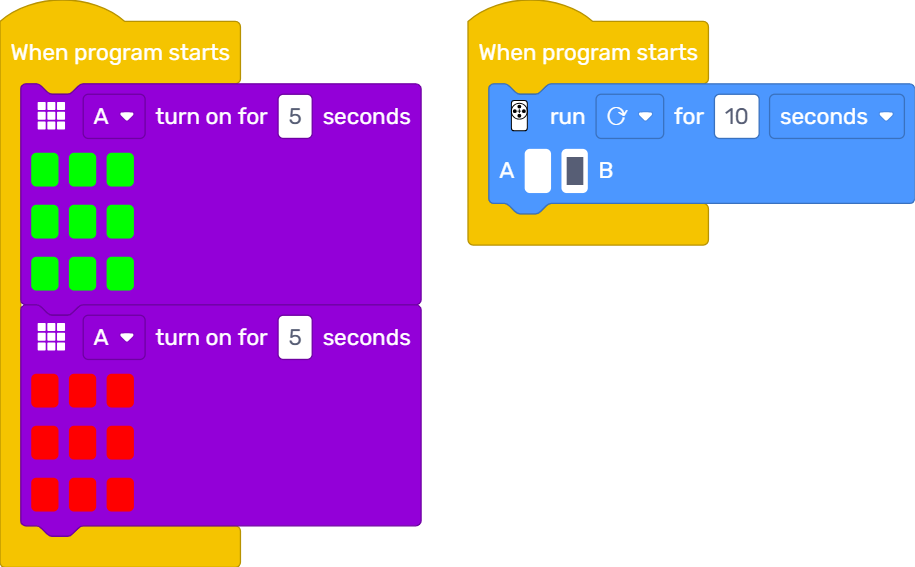 When program starts
A turn on for 5 seconds
A turn on for 5 seconds
When program starts
run for 10 seconds
A B